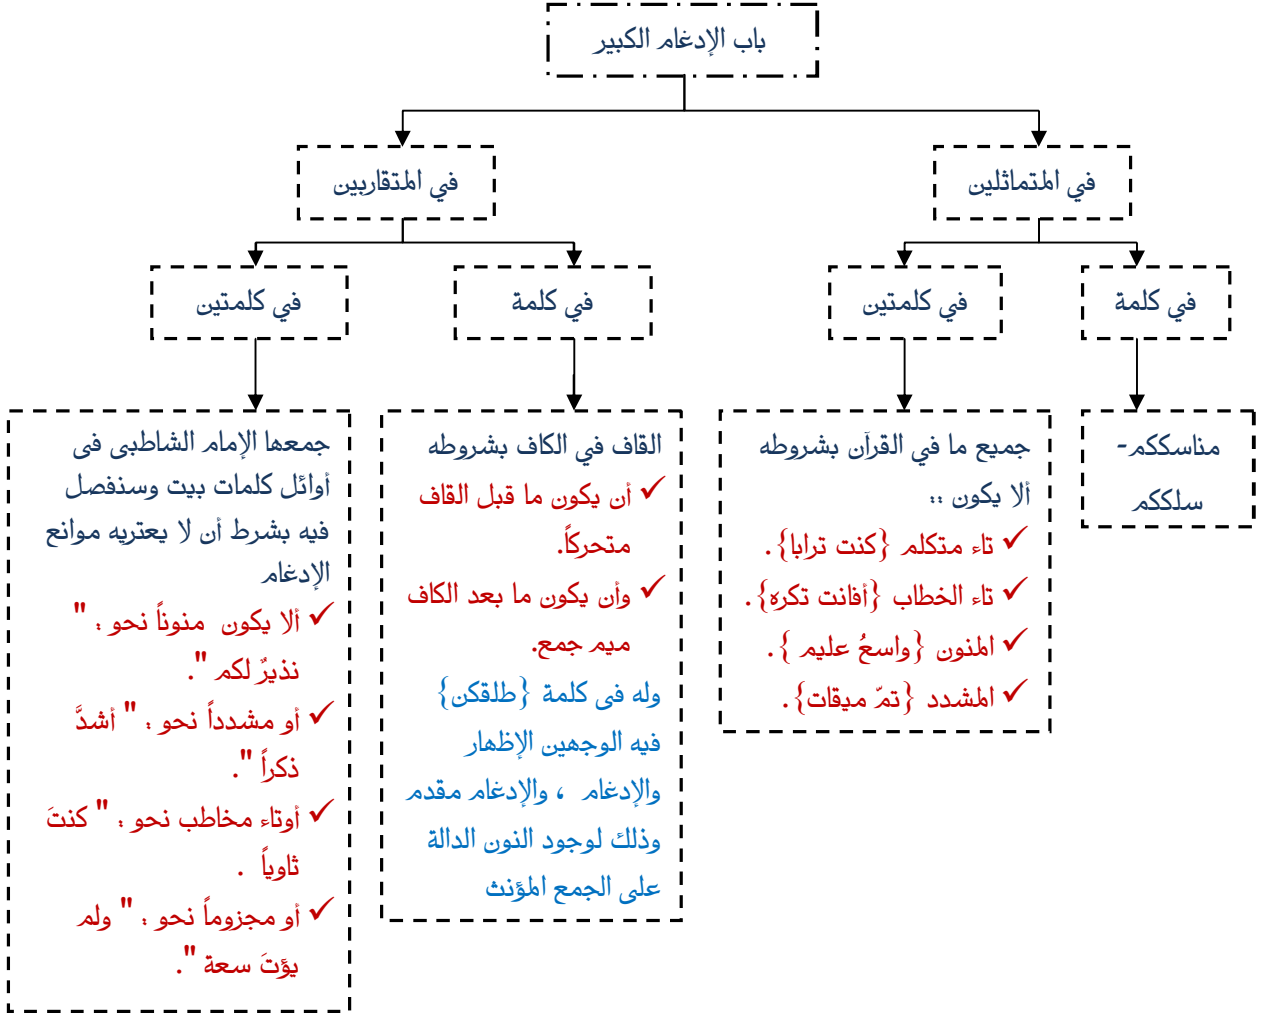 باب الإدغام الكبير
في المتماثلين
في المتقاربين
في كلمة
في كلمتين
في كلمة
في كلمتين
مناسككم-
سلككم
جميع ما في القرآن بشروطه
ألا يكون ::
✓ تاء متكلم {كنت ترابا}.
✓ تاء الخطاب {أفانت تكره}.
✓ المنون {واسعُ عليم }.
✓ المشدد {تمّ ميقات}.
القاف في الكاف بشروطه
✓ أن يكون ما قبل القاف
متحركاً.
✓ وأن يكون ما بعد الكاف
ميم جمع.
وله فى كلمة {طلقكن}
فيه الوجهين الإظهار
والإدغام ، والإدغام مقدم
وذلك لوجود النون الدالة
على الجمع المؤنث
جمعها الإمام الشاطبى فى
أوائل كلمات بيت وسنفصل
فيه بشرط أن لا يعتريه موانع
الإدغام
✓ ألا يكون منوناً نحو : "
نذيرٌ لكم ".
✓ أو مشدداً نحو : " أشدَّ
ذكراً ".
✓ أوتاء مخاطب نحو : " كنتَ
ثاوياً .
✓ أو مجزوماً نحو : " ولم
يؤتَ سعة ".